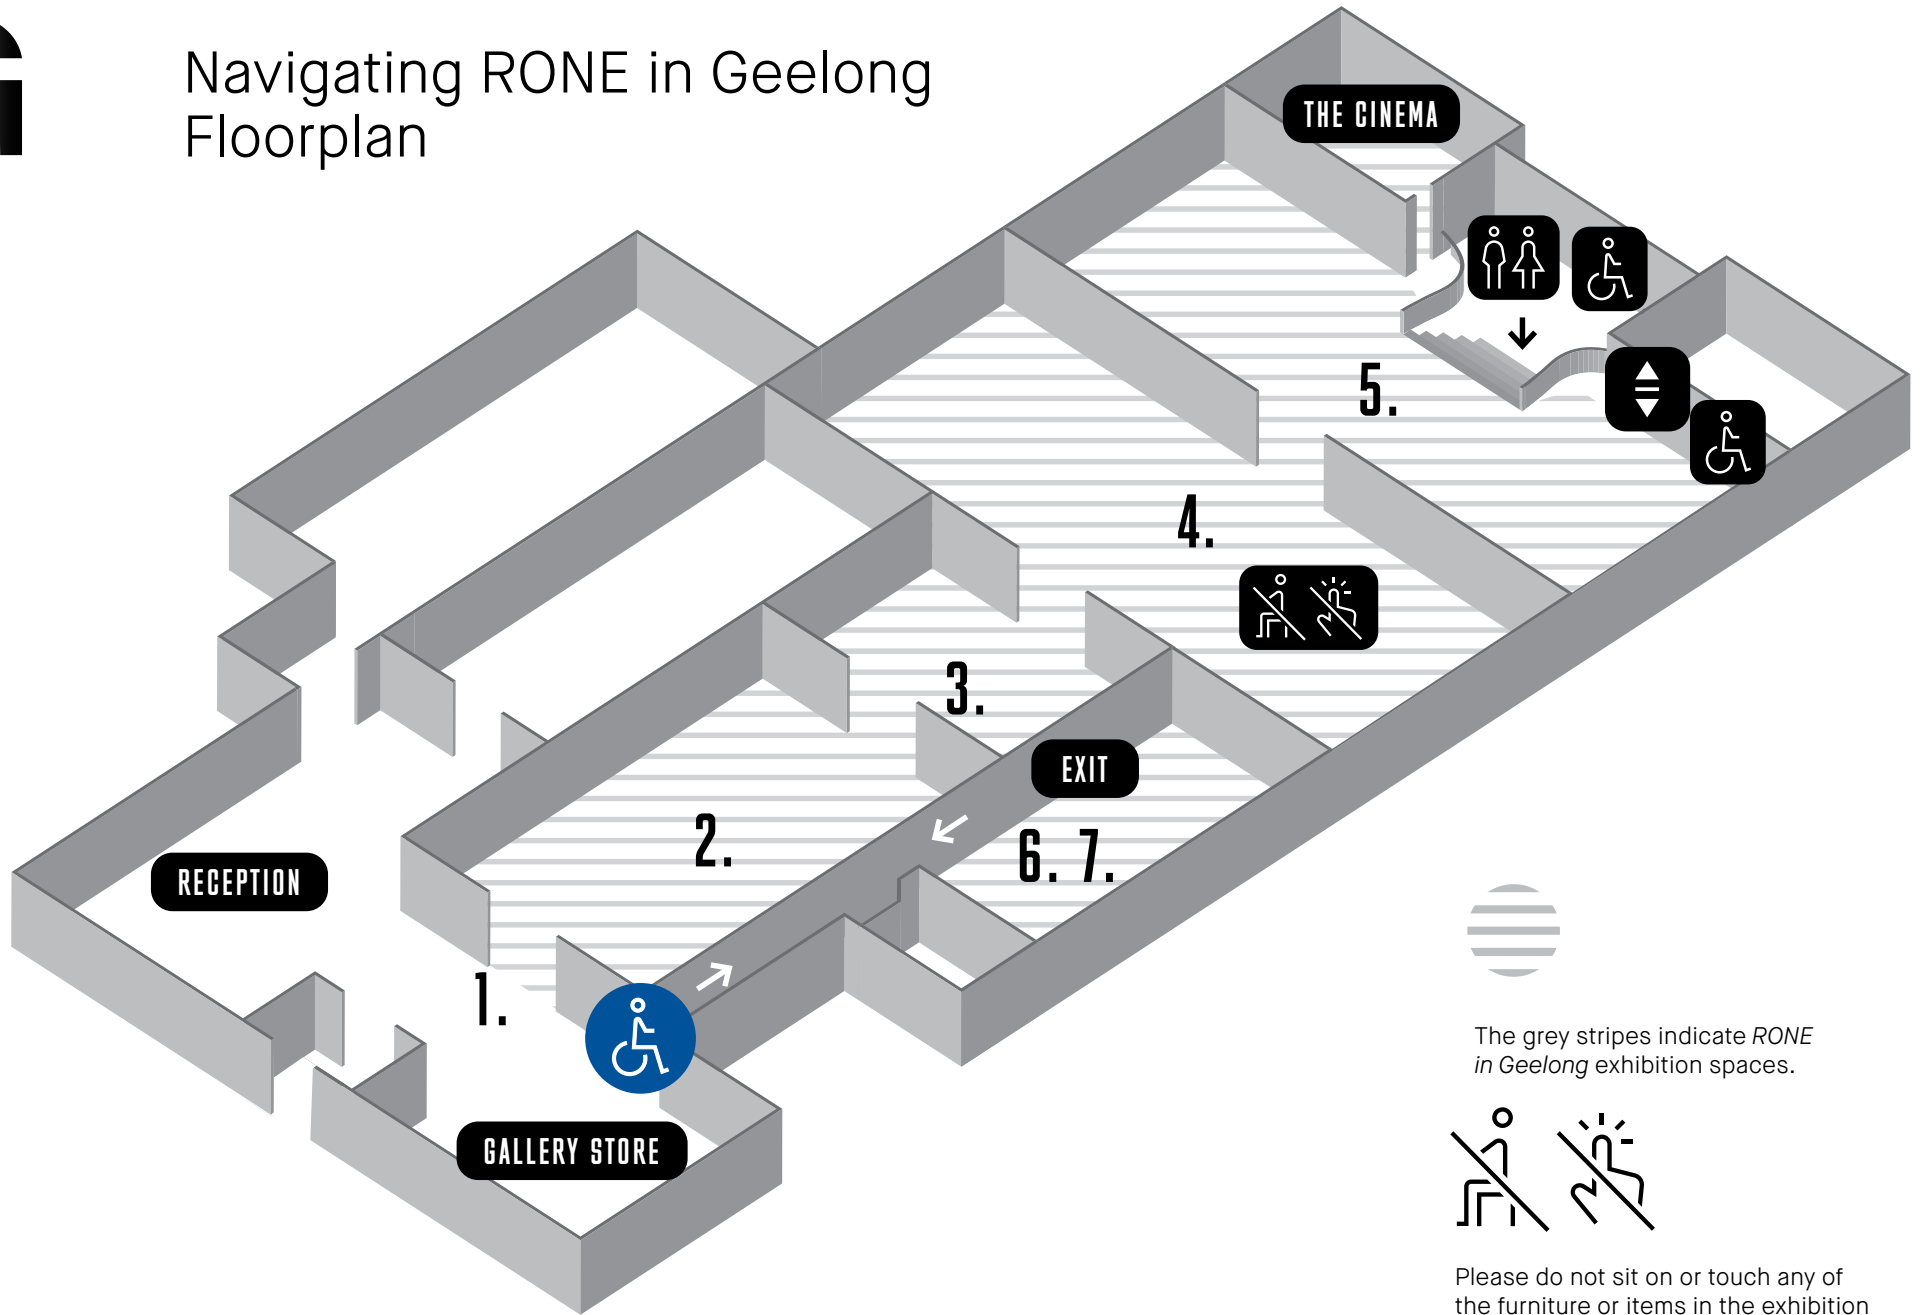 Navigating RONE in Geelong
Floorplan
THE CINEMA
5.
4.
3.
EXIT
2.
6. 7.
RECEPTION
1.
GALLERY STORE
The grey stripes indicate RONE
in Geelong exhibition spaces.
Please do not sit on or touch any of
the furniture or items in the exhibition